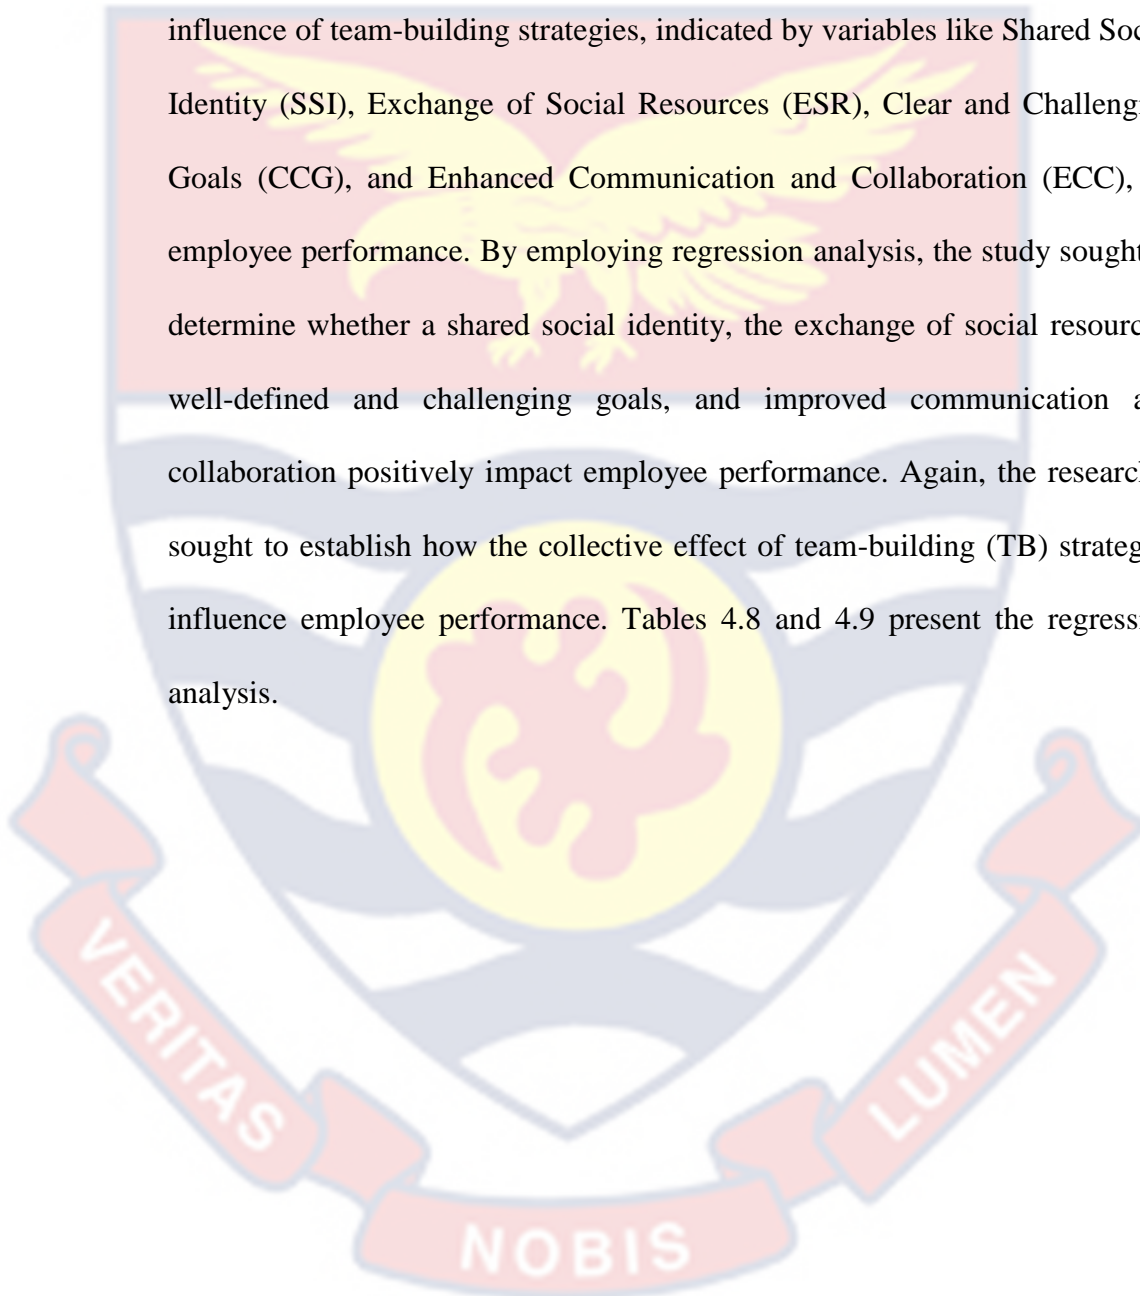 influence of team-building strategies, indicated by variables like Shared Soc
Identity (SSI), Exchange of Social Resources (ESR), Clear and Challeng
Goals (CCG), and Enhanced Communication and Collaboration (ECC),
employee performance. By employing regression analysis, the study sought
determine whether a shared social identity, the exchange of social resourc
well-defined and challenging goals, and improved communication a
collaboration positively impact employee performance. Again, the research
sought to establish how the collective effect of team-building (TB) strateg
influence employee performance. Tables 4.8 and 4.9 present the regressi
analysis.
VERITAS
NOBIS
LUMEN